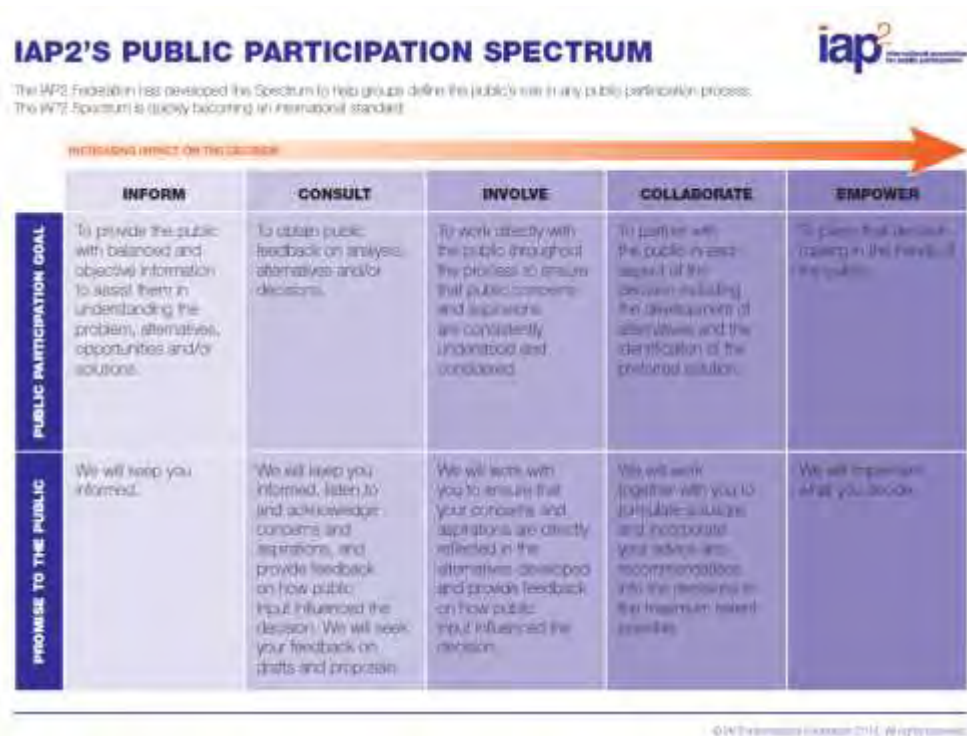 IAP2'S PUBLIC PARTICIPATION SPECTRUM
iap2
international association
for public participation
The IAP2 Federation has developed the Spectrum to help groups define the public's role in any public participation process.
The IAP2 Spectrum is quickly becoming an international standard.
INCREASING IMPACT ON THE DECISION
INFORM
CONSULT
INVOLVE
COLLABORATE
EMPOWER
PUBLIC PARTICIPATION GOAL
To provide the public
with balanced and
objective information
to assist them in
understanding the
problem, alternatives,
opportunities and/or
solutions.
To obtain public
feedback on analysis,
alternatives and/or
decisions.
To work directly with
the public throughout
the process to ensure
that public concerns
and aspirations
are consistently
understood and
considered.
To partner with
the public in each
aspect of the
decision including
the development of
alternatives and the
identification of the
preferred solution.
To place final decision
making in the hands of
the public.
PROMISE TO THE PUBLIC
We will keep you
informed.
We will keep you
informed, listen to
and acknowledge
concerns and
aspirations, and
provide feedback
on how public
input influenced the
decision. We will seek
your feedback on
drafts and proposals.
We will work with
you to ensure that
your concerns and
aspirations are directly
reflected in the
alternatives developed
and provide feedback
on how public
input influenced the
decision.
We will work
together with you to
formulate solutions
and incorporate
your advice and
recommendations
into the decisions to
the maximum extent
possible.
We will implement
what you decide.
All rights reserved.